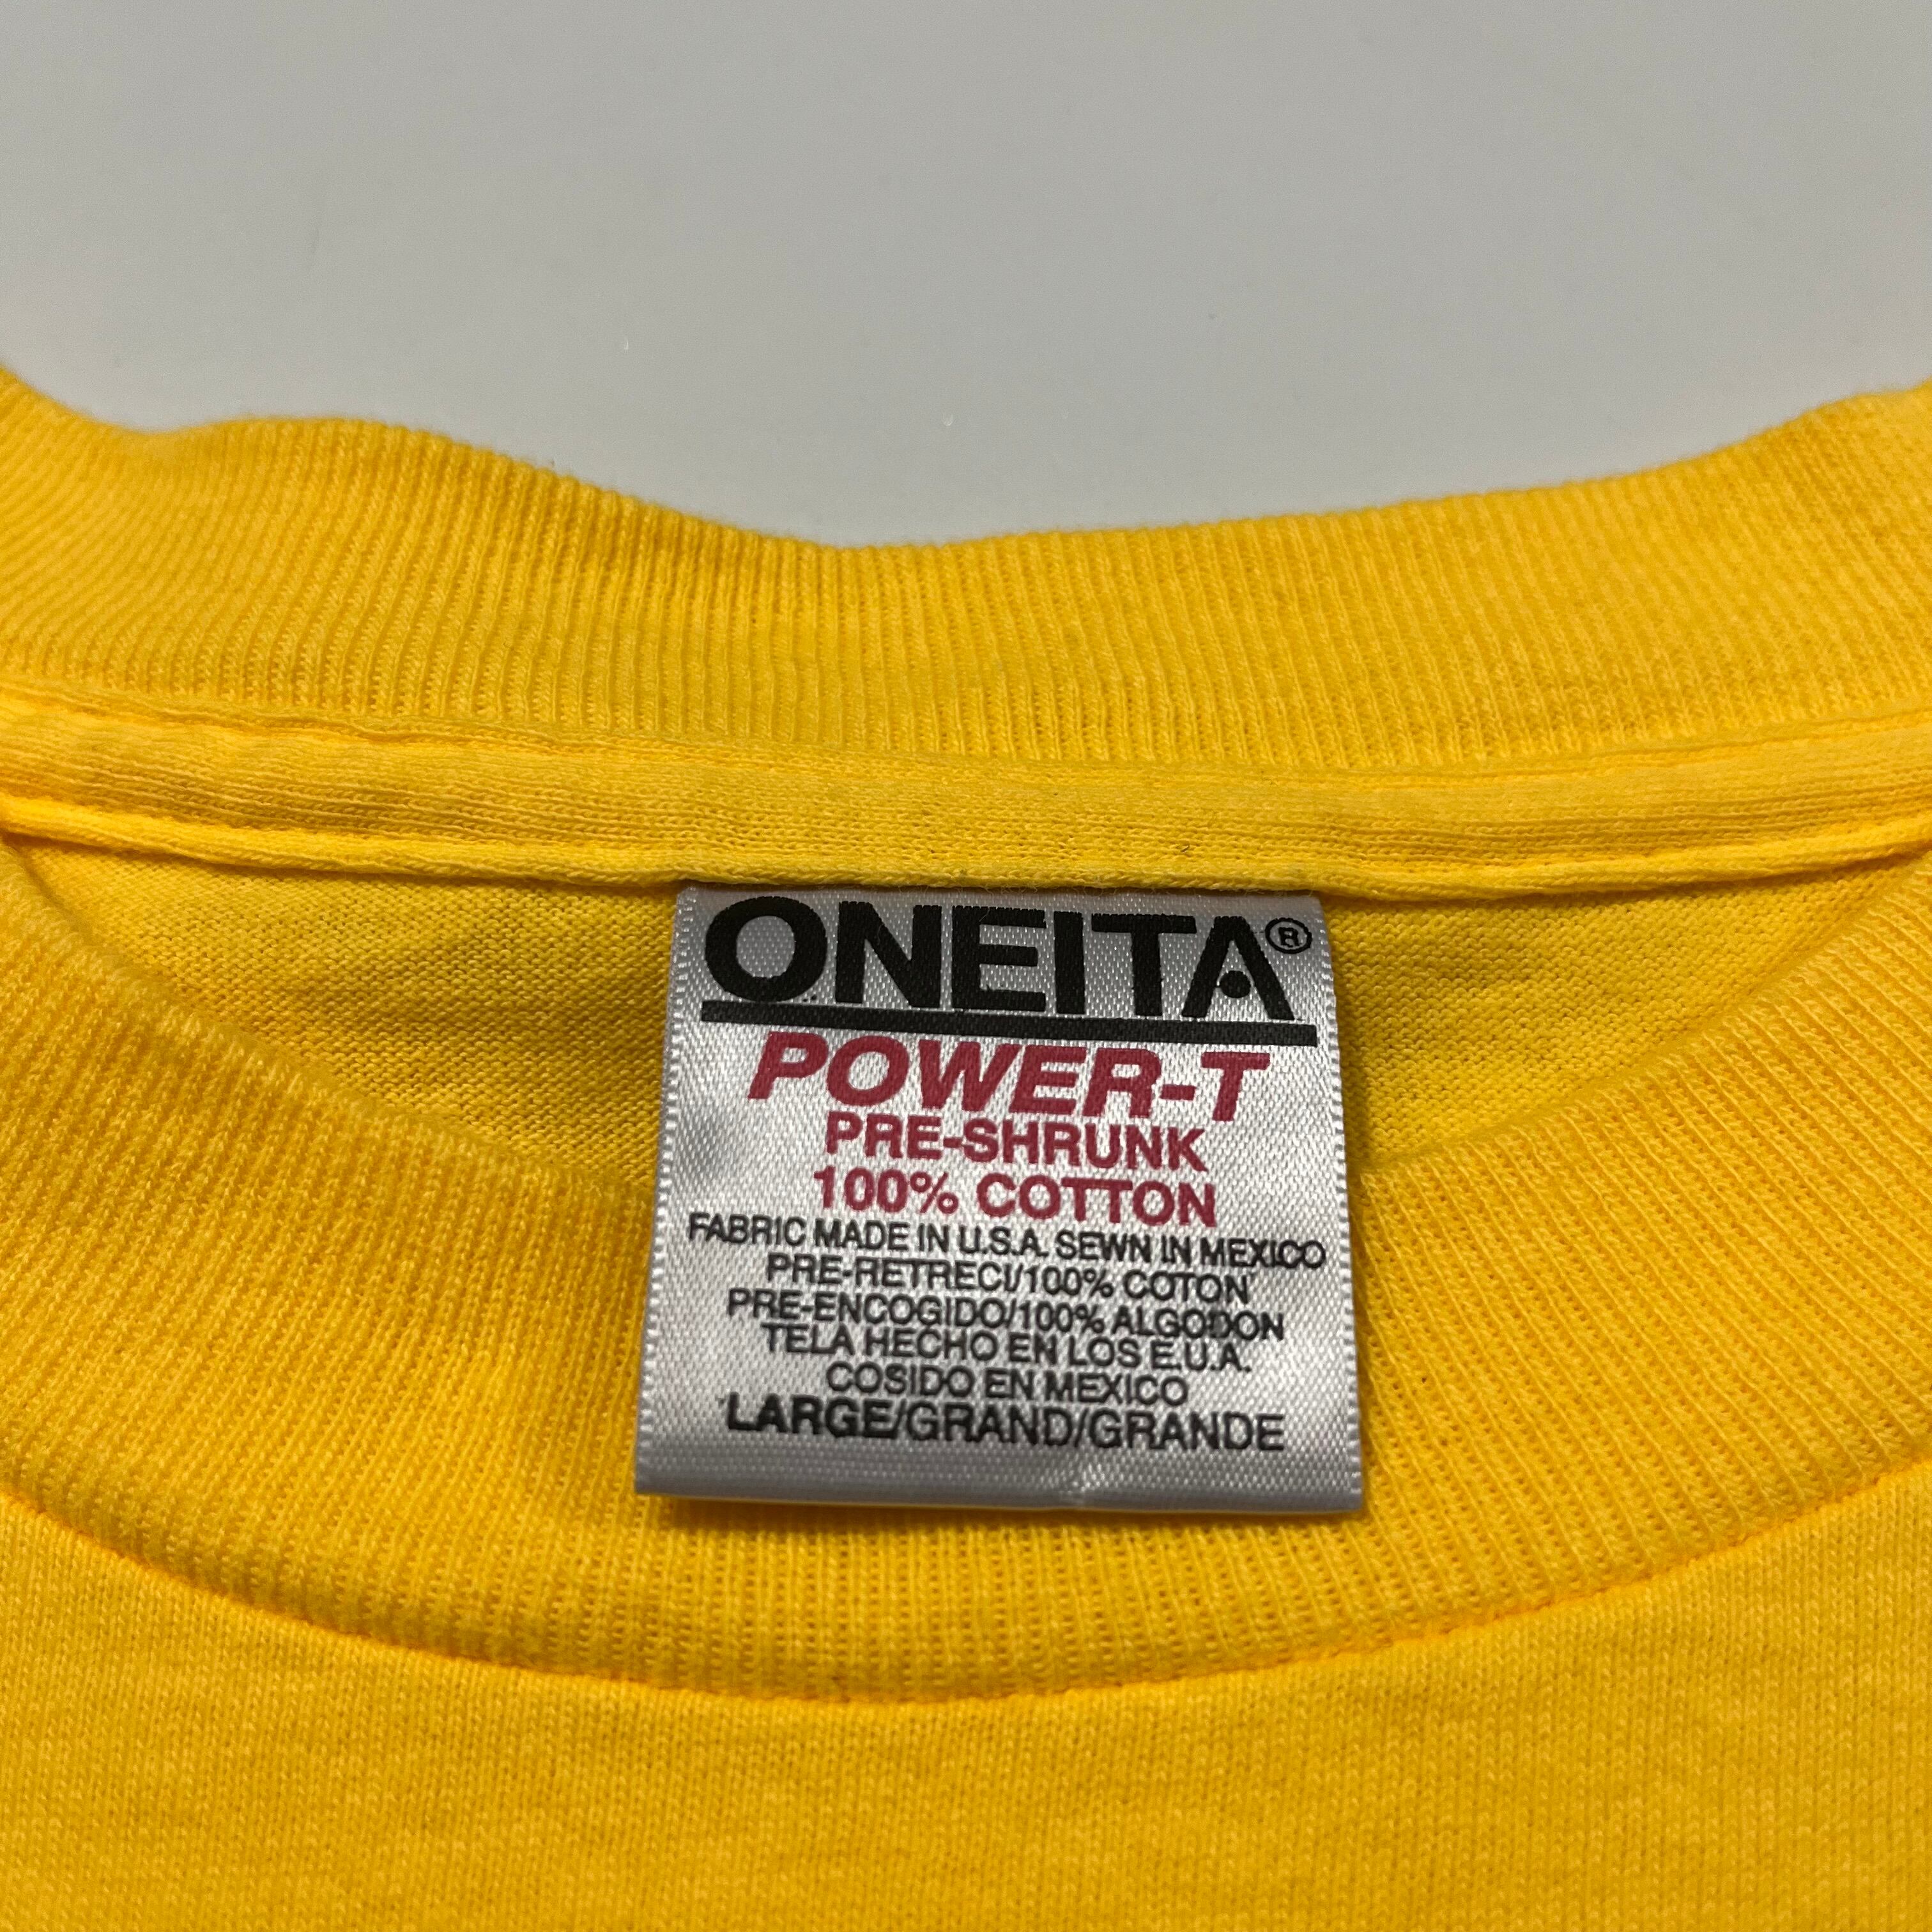 ONEITA®
POWER-T
PRE-SHRUNK
100% COTTON
FABRIC MADE IN U.S.A. SEWN IN MEXICO
PRE-RETRECI/100% COTON
PRE-ENCOGIDO/100% ALGODON
TELA HECHO EN LOS E.U.A.
COSIDO EN MEXICO
LARGE/GRAND/GRANDE